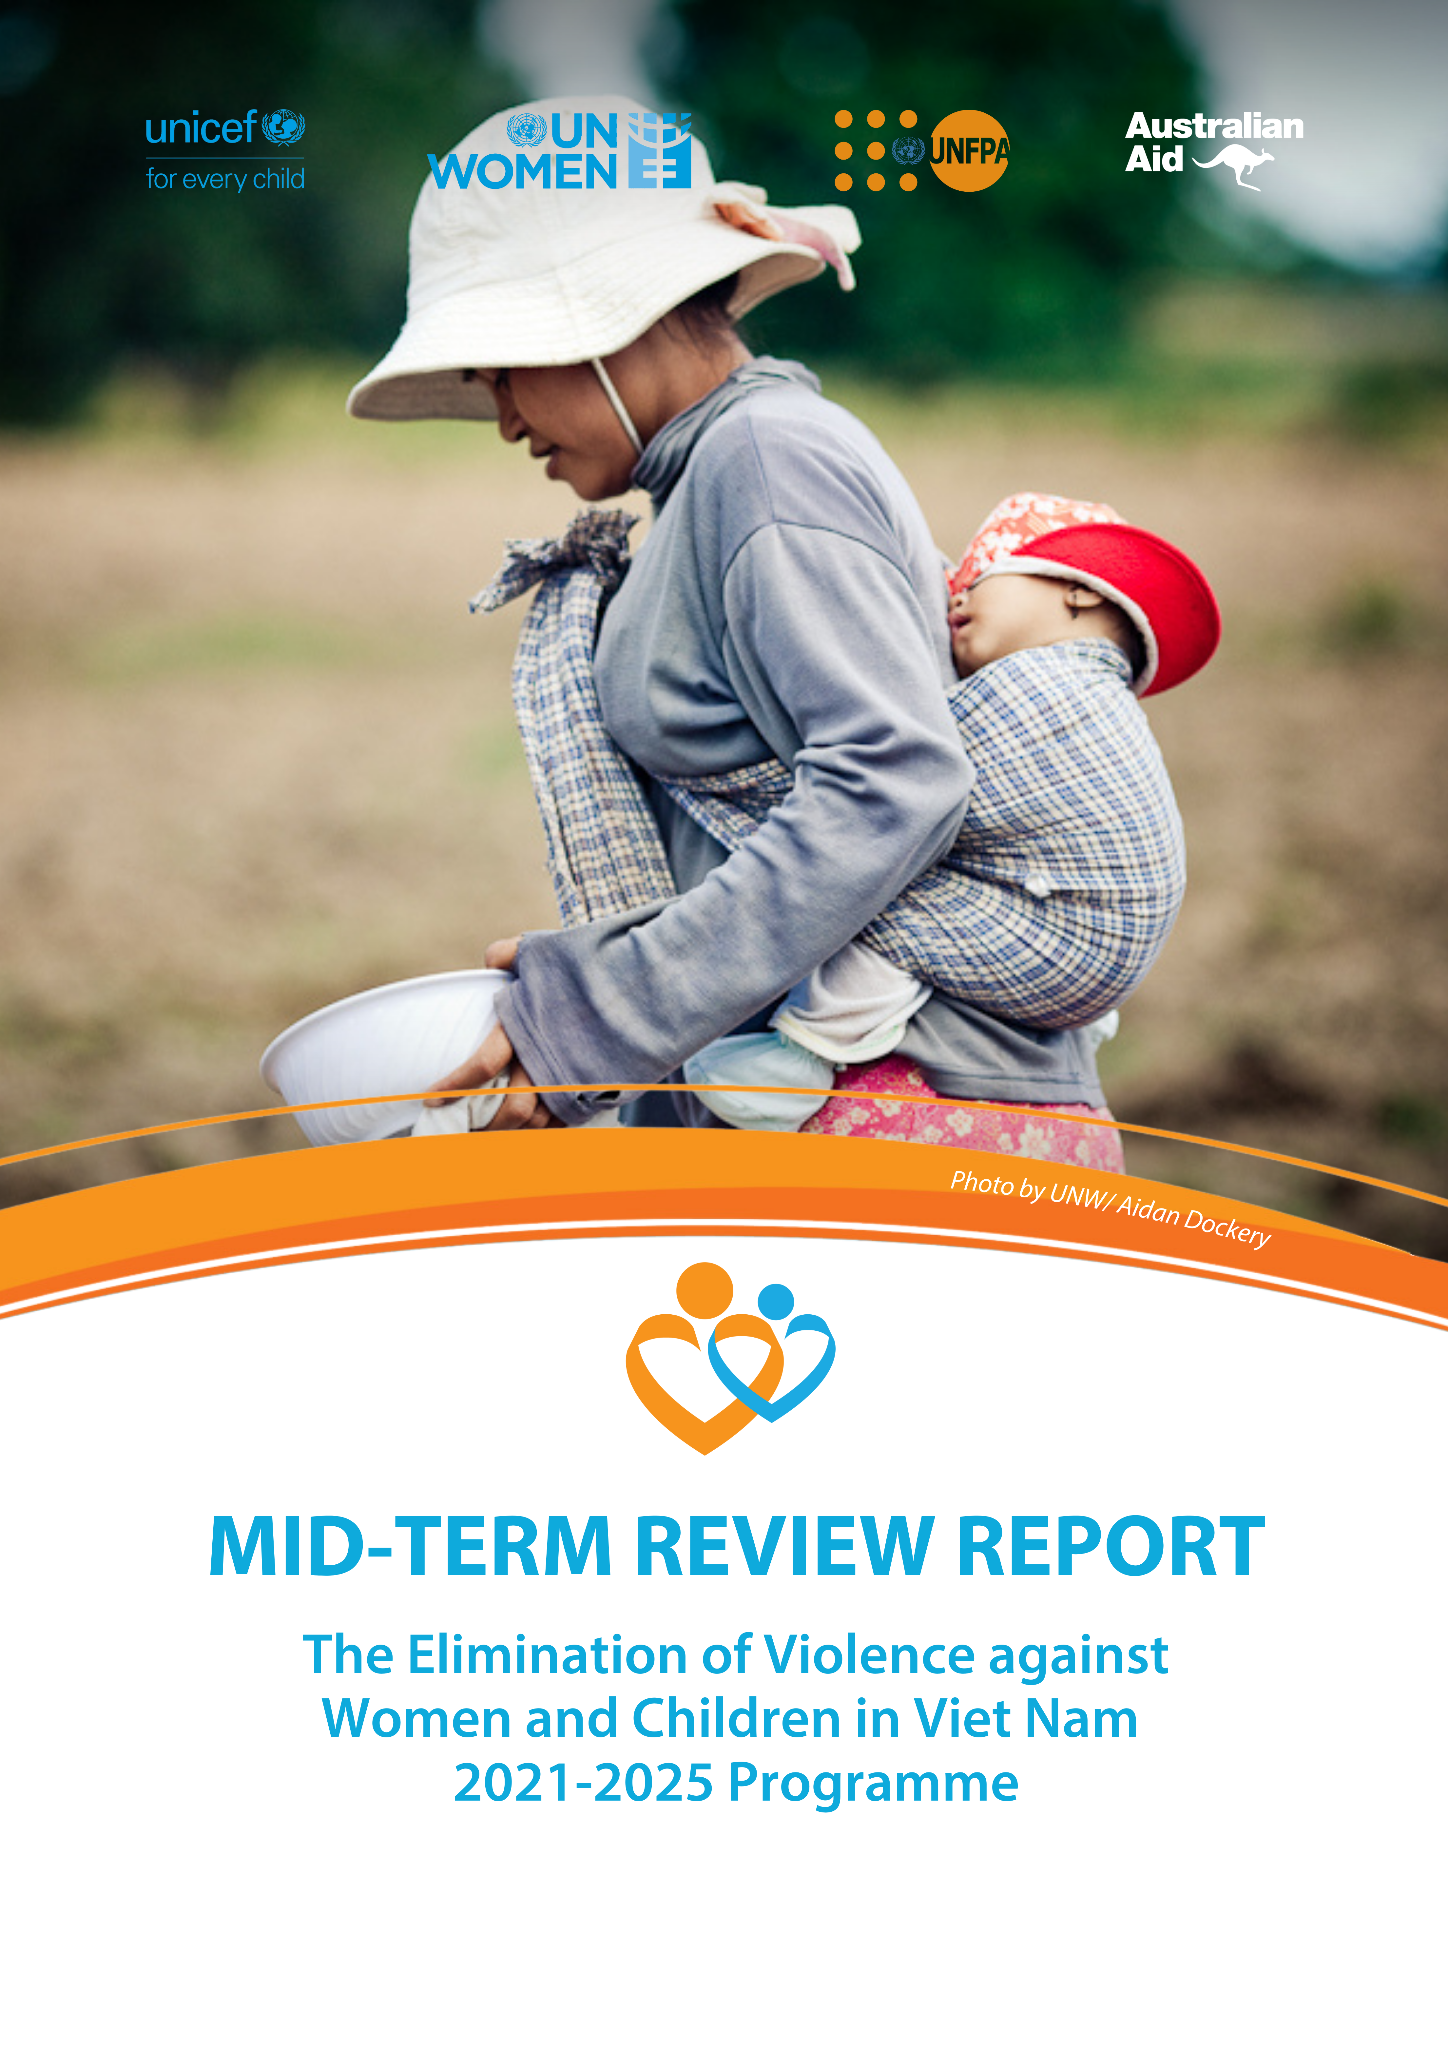 unicef
for every child
UN
WOMEN
UNFPA
Australian
Aid
Photo by UNW/ Aidan Dockery
MID-TERM REVIEW REPORT
The Elimination of Violence against
Women and Children in Viet Nam
2021-2025 Programme